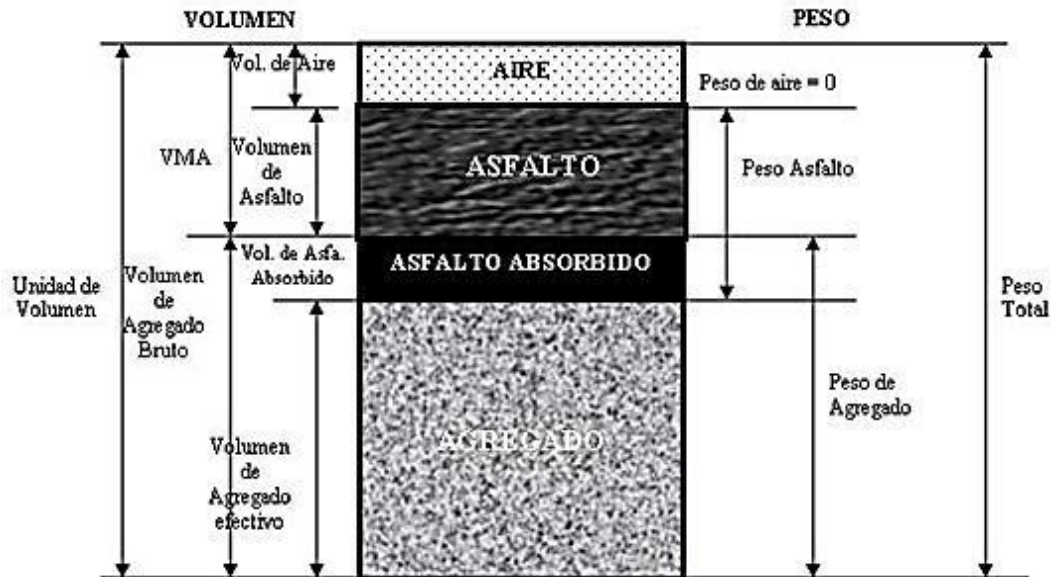 VOLUMEN
PESO
Vol. de Aire
AIRE
Peso de aire = 0
VMA
Volumen
de
Asfalto
ASFALTO
Peso Asfalto
Vol. de Asfa.
Absorbido
ASFALTO ABSORBIDO
Unidad de
Volumen
Volumen
de
Agregado
Bruto
Peso
Total
Peso de
Agregado
Volumen
de
Agregado
efectivo
AGREGADO